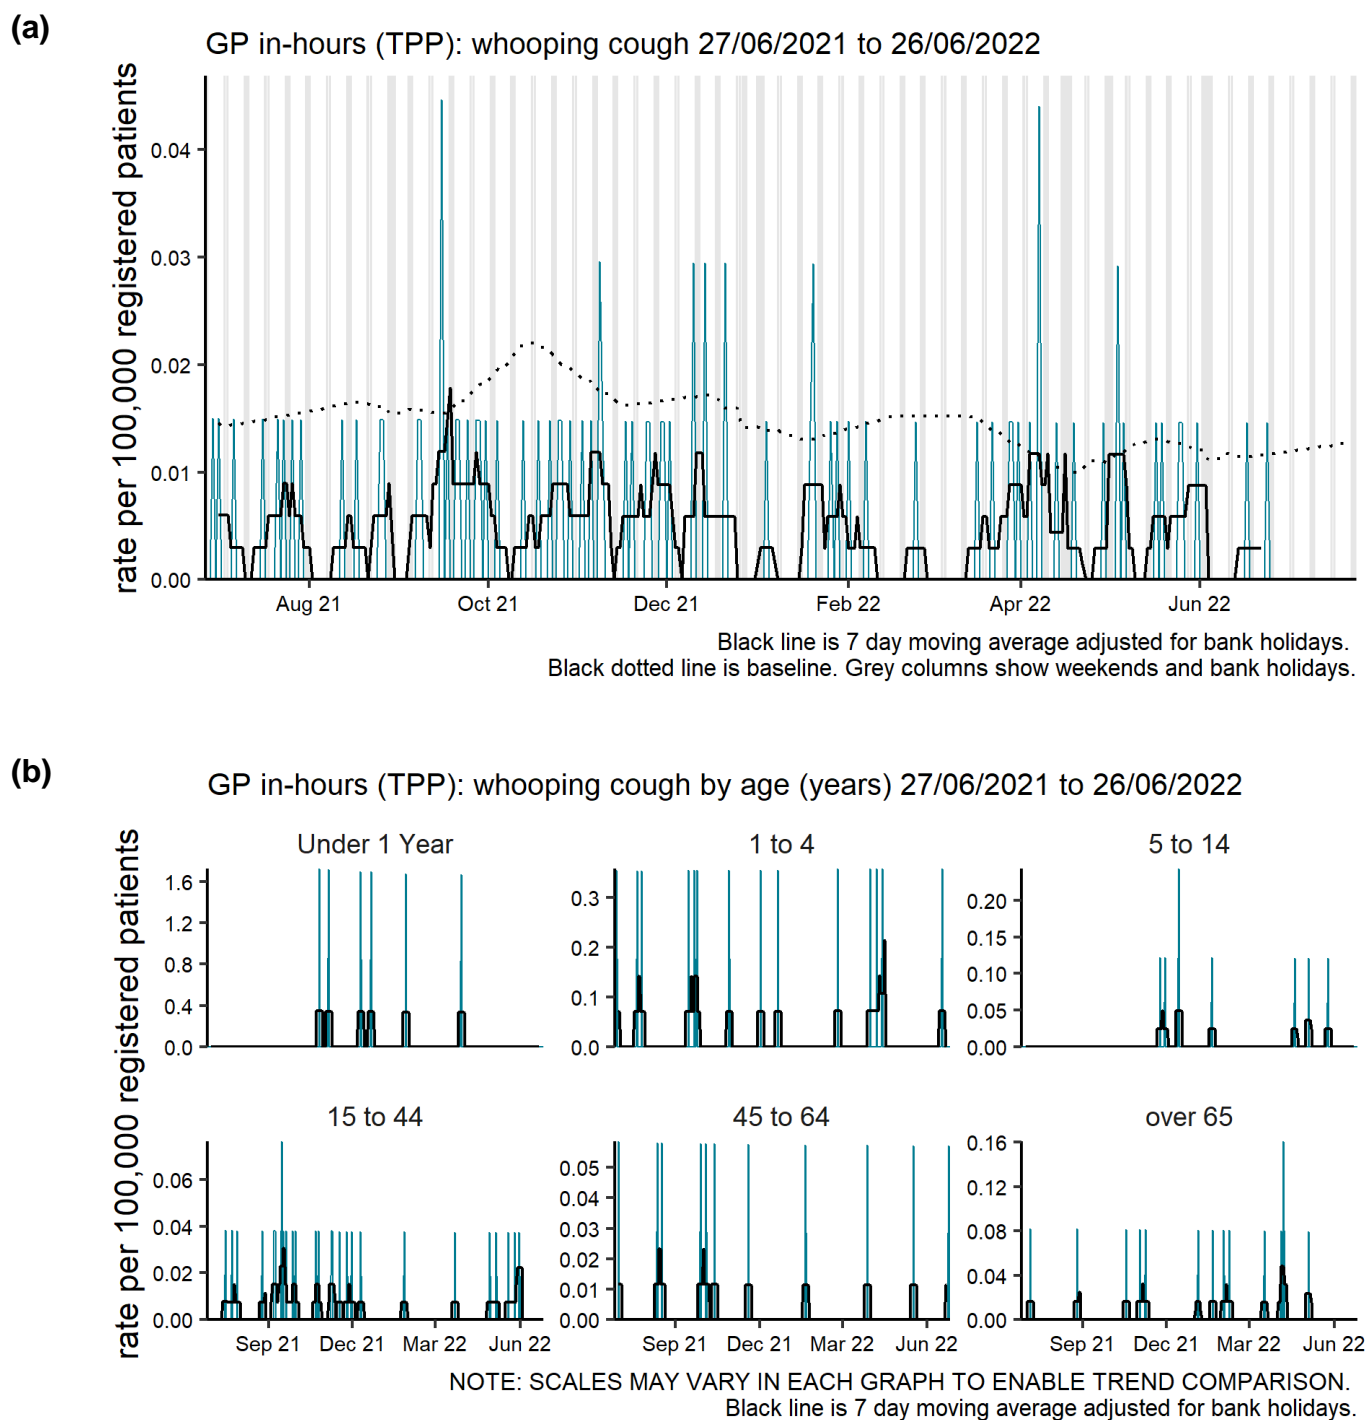 (a)
GP in-hours (TPP): whooping cough 27/06/2021 to 26/06/2022
rate per 100,000 registered patients
0.04
0.03
0.02
0.01
0.00
Aug 21 Oct 21 Dec 21 Feb 22 Apr 22 Jun 22
Black line is 7 day moving average adjusted for bank holidays.
Black dotted line is baseline. Grey columns show weekends and bank holidays.
(b)
GP in-hours (TPP): whooping cough by age (years) 27/06/2021 to 26/06/2022
rate per 100,000 registered patients
Under 1 Year
1.6
1.2
0.8
0.4
0.0
1 to 4
0.3
0.2
0.1
0.0
5 to 14
0.20
0.15
0.10
0.05
0.00
15 to 44
0.06
0.04
0.02
0.00
Sep 21 Dec 21 Mar 22 Jun 22
45 to 64
0.05
0.04
0.03
0.02
0.01
0.00
Sep 21 Dec 21 Mar 22 Jun 22
over 65
0.16
0.12
0.08
0.04
0.00
Sep 21 Dec 21 Mar 22 Jun 22
NOTE: SCALES MAY VARY IN EACH GRAPH TO ENABLE TREND COMPARISON.
Black line is 7 day moving average adjusted for bank holidays.